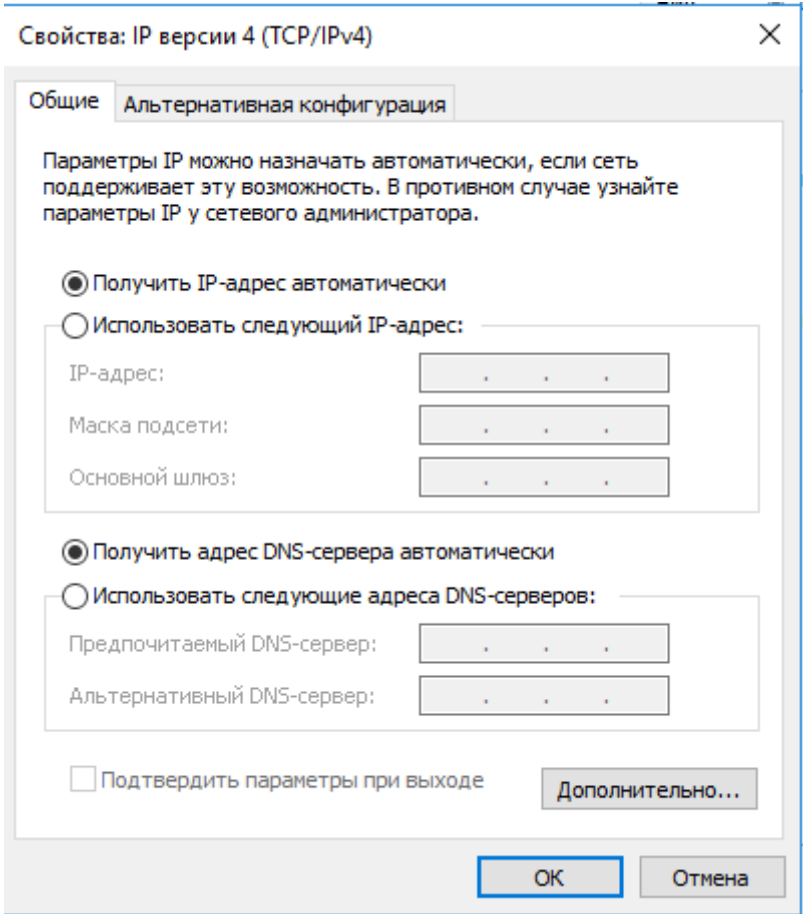 Свойства: IP версии 4 (TCP/IPv4)
Общие
Альтернативная конфигурация
Параметры IP можно назначать автоматически, если сеть
поддерживает эту возможность. В противном случае узнайте
параметры IP у сетевого администратора.
Получить IP-адрес автоматически
Использовать следующий IP-адрес:
IP-адрес:
Маска подсети:
Основной шлюз:
Получить адрес DNS-сервера автоматически
Использовать следующие адреса DNS-серверов:
Предпочитаемый DNS-сервер:
Альтернативный DNS-сервер:
Подтвердить параметры при выходе
Дополнительно...
ОК
Отмена